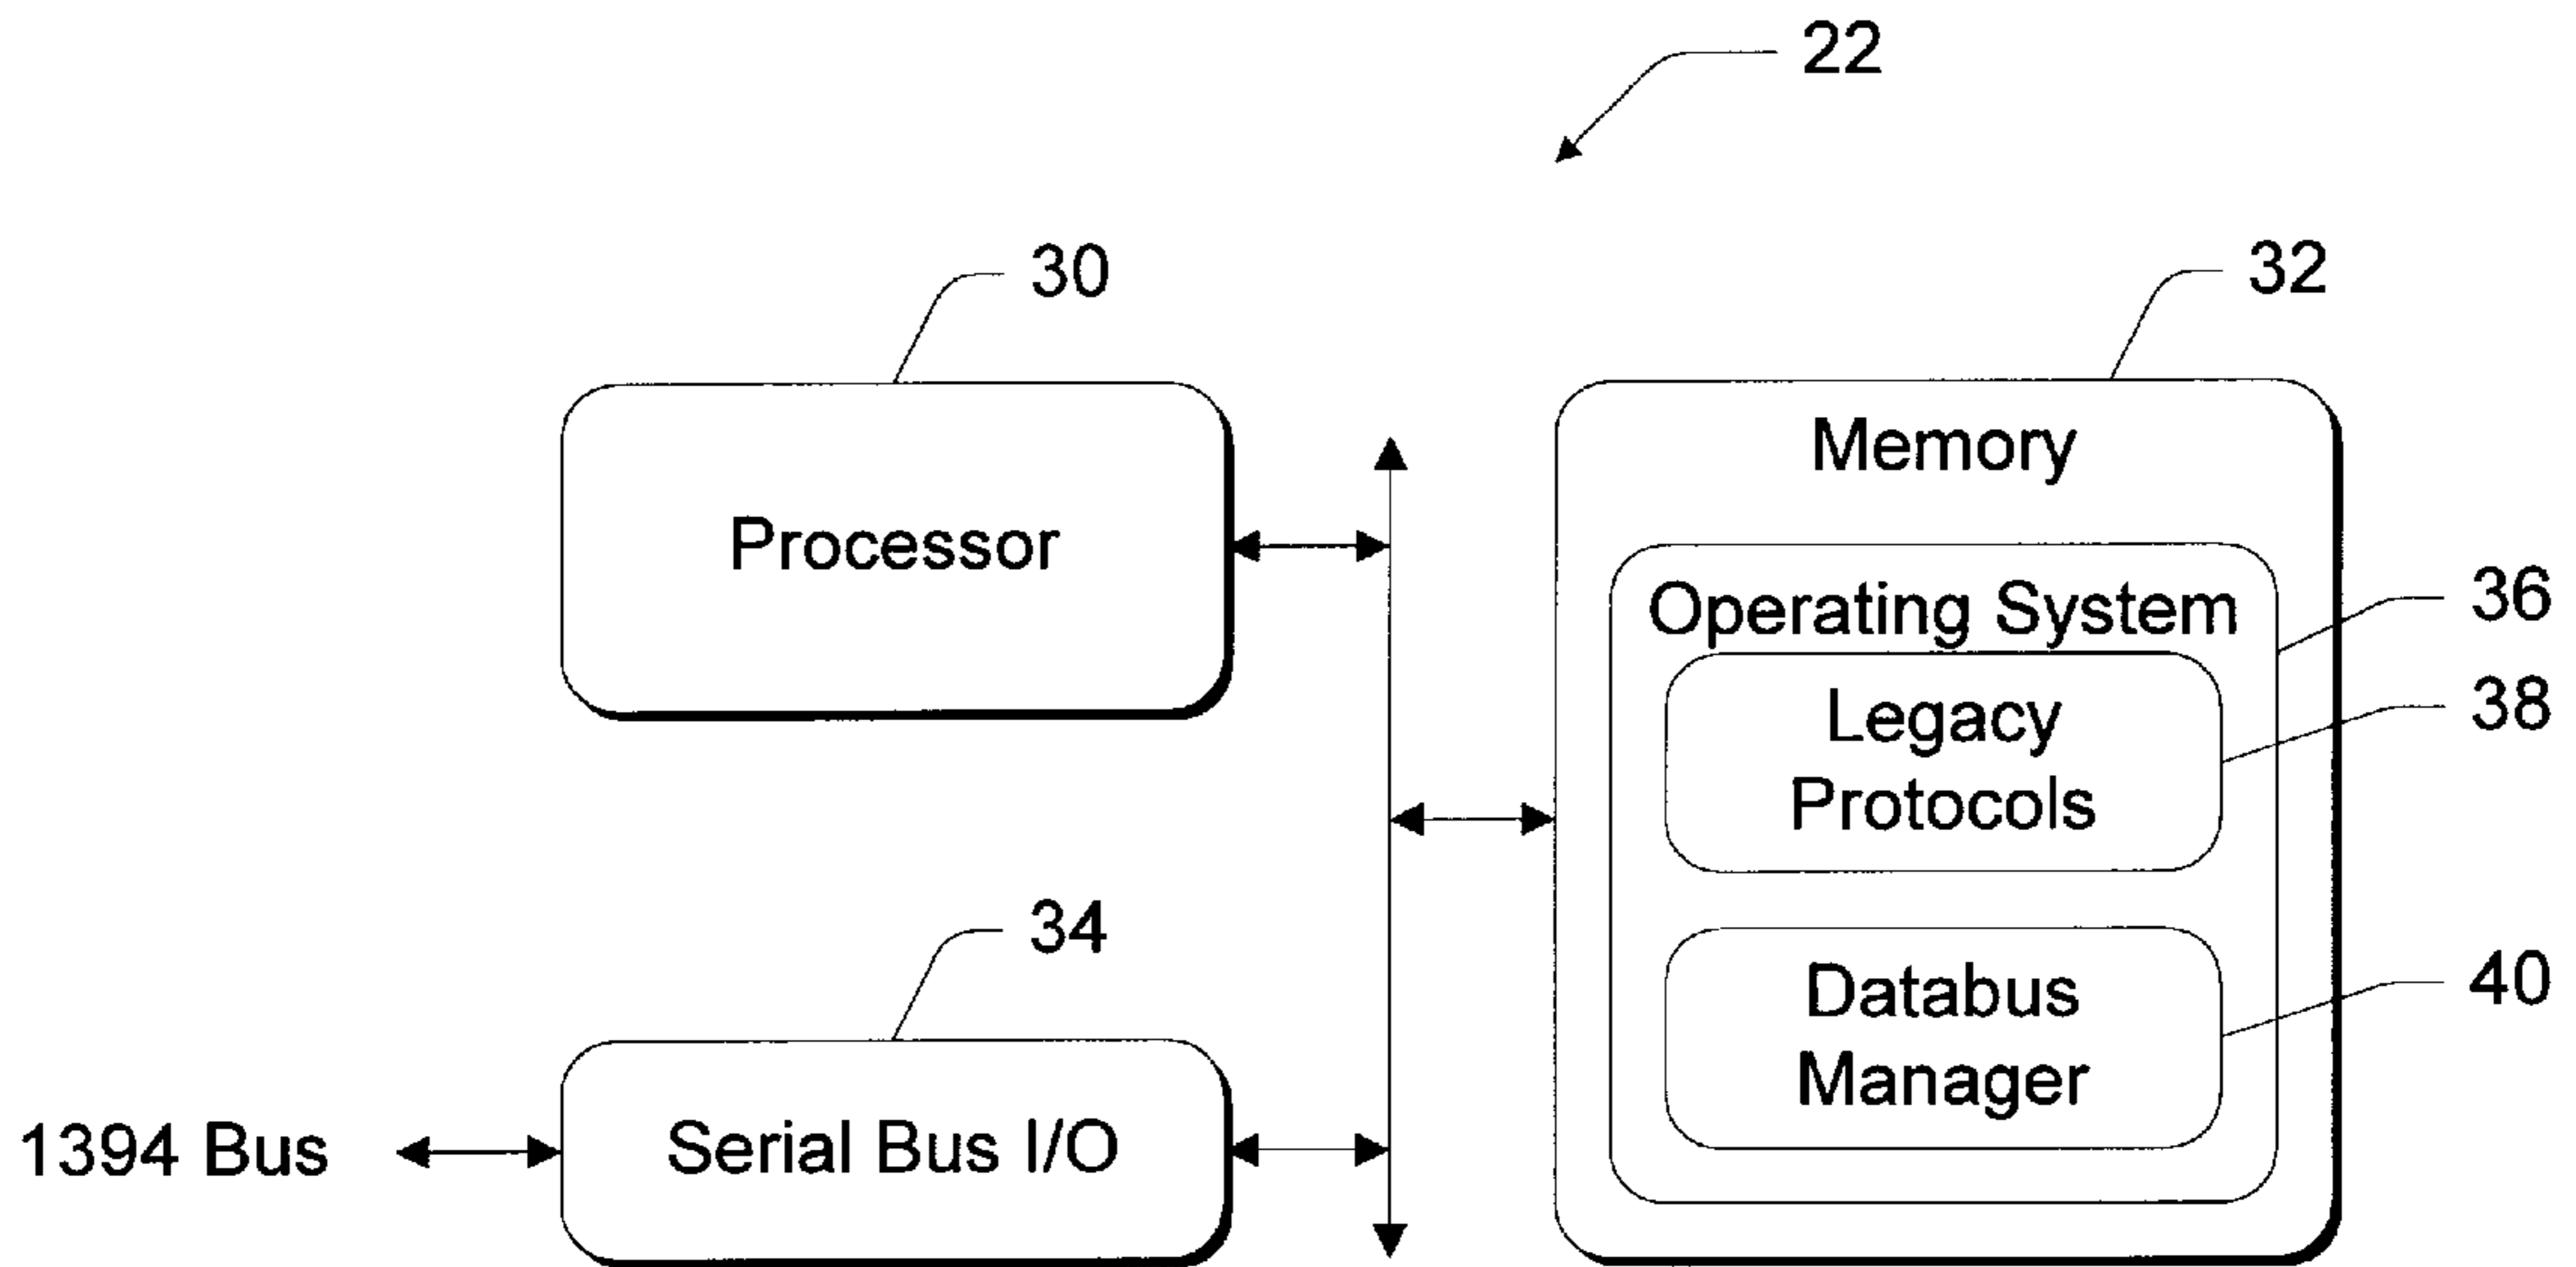 22
30
32
Memory
Processor
Operating System
36
Legacy
Protocols
38
34
Databus
Manager
40
1394 Bus
Serial Bus I/O